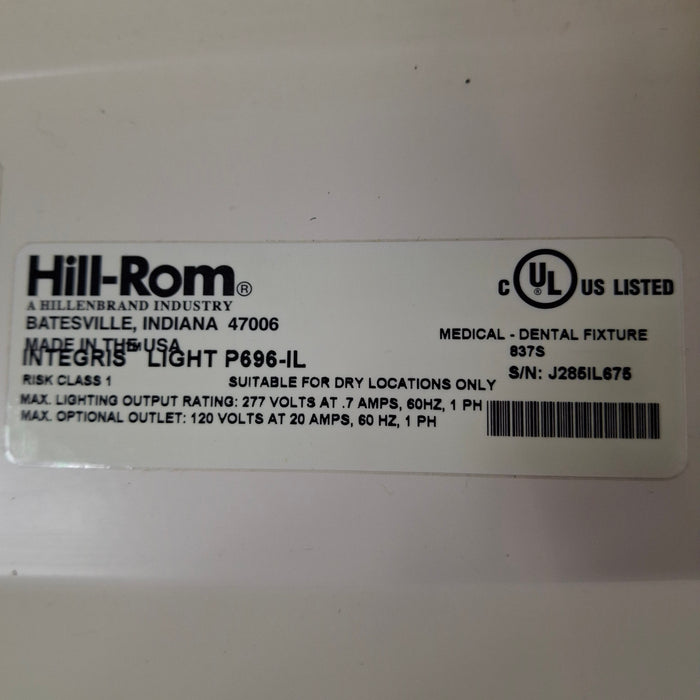 Hill-Rom®
A HILLENBRAND INDUSTRY
BATESVILLE, INDIANA 47006
MADE IN THE USA
INTEGRIS™ LIGHT P696-IL
RISK CLASS 1 SUITABLE FOR DRY LOCATIONS ONLY
MAX. LIGHTING OUTPUT RATING: 277 VOLTS AT .7 AMPS, 60HZ, 1 PH
MAX. OPTIONAL OUTLET: 120 VOLTS AT 20 AMPS, 60 HZ, 1 PH
C UL® US LISTED
MEDICAL - DENTAL FIXTURE
837S
S/N: J285IL675